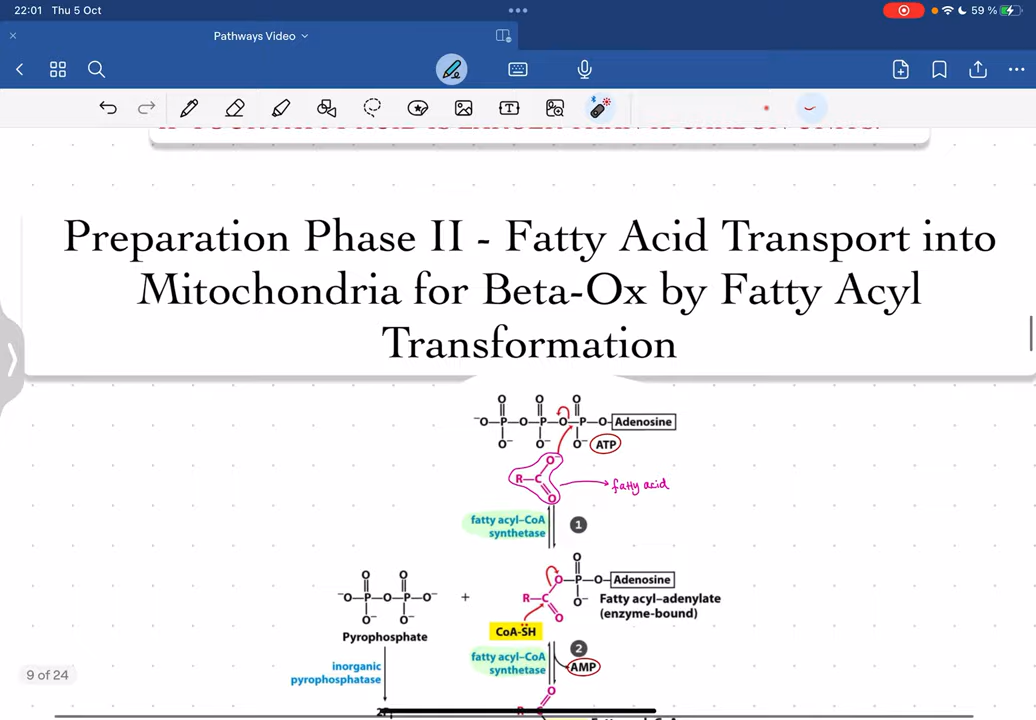 22:01 Thu 5 Oct
59 %
Pathways Video
Preparation Phase II - Fatty Acid Transport into
Mitochondria for Beta-Ox by Fatty Acyl
Transformation
O O O
⁻O-P-O-P-O-P-O-Adenosine
O⁻ O⁻ O⁻ ATP
O⁻
R-C
O
fatty acid
fatty acyl–CoA
synthetase
1
O
O-P-O-Adenosine
R-C O⁻
O
Fatty acyl–adenylate
(enzyme-bound)
O O
⁻O-P-O-P-O⁻
O⁻ O⁻
+
Pyrophosphate
CoA-SH
inorganic
pyrophosphatase
fatty acyl–CoA
synthetase
2
AMP
O
9 of 24